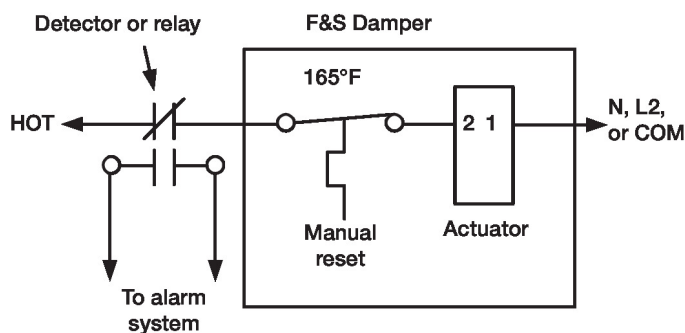 Detector or relay
F&S Damper
165°F
HOT
2 1
N, L2,
or COM
Manual
reset
Actuator
To alarm
system